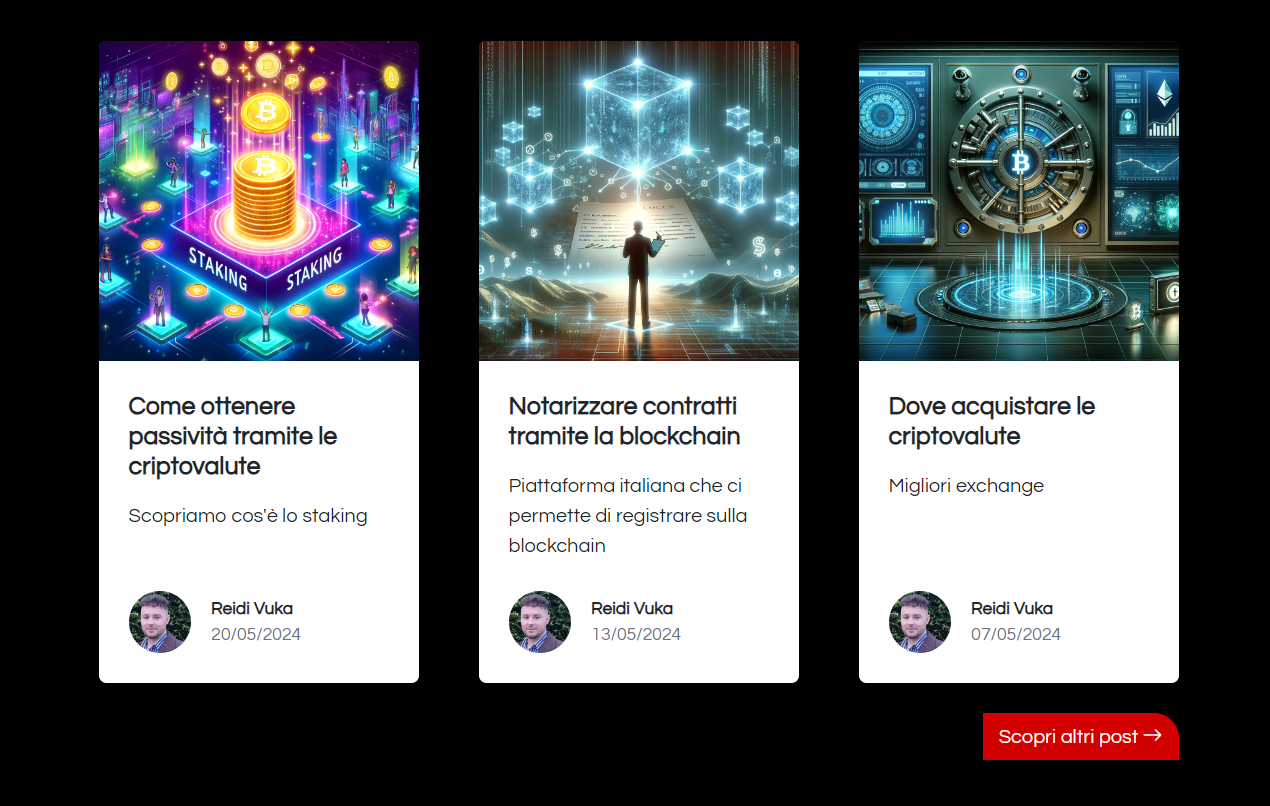 STAKING STAKING
Come ottenere
passività tramite le
criptovalute
Scopriamo cos'è lo staking
Reidi Vuka
20/05/2024
Notarizzare contratti
tramite la blockchain
Piattaforma italiana che ci
permette di registrare sulla
blockchain
Reidi Vuka
13/05/2024
Dove acquistare le
criptovalute
Migliori exchange
Reidi Vuka
07/05/2024
Scopri altri post →